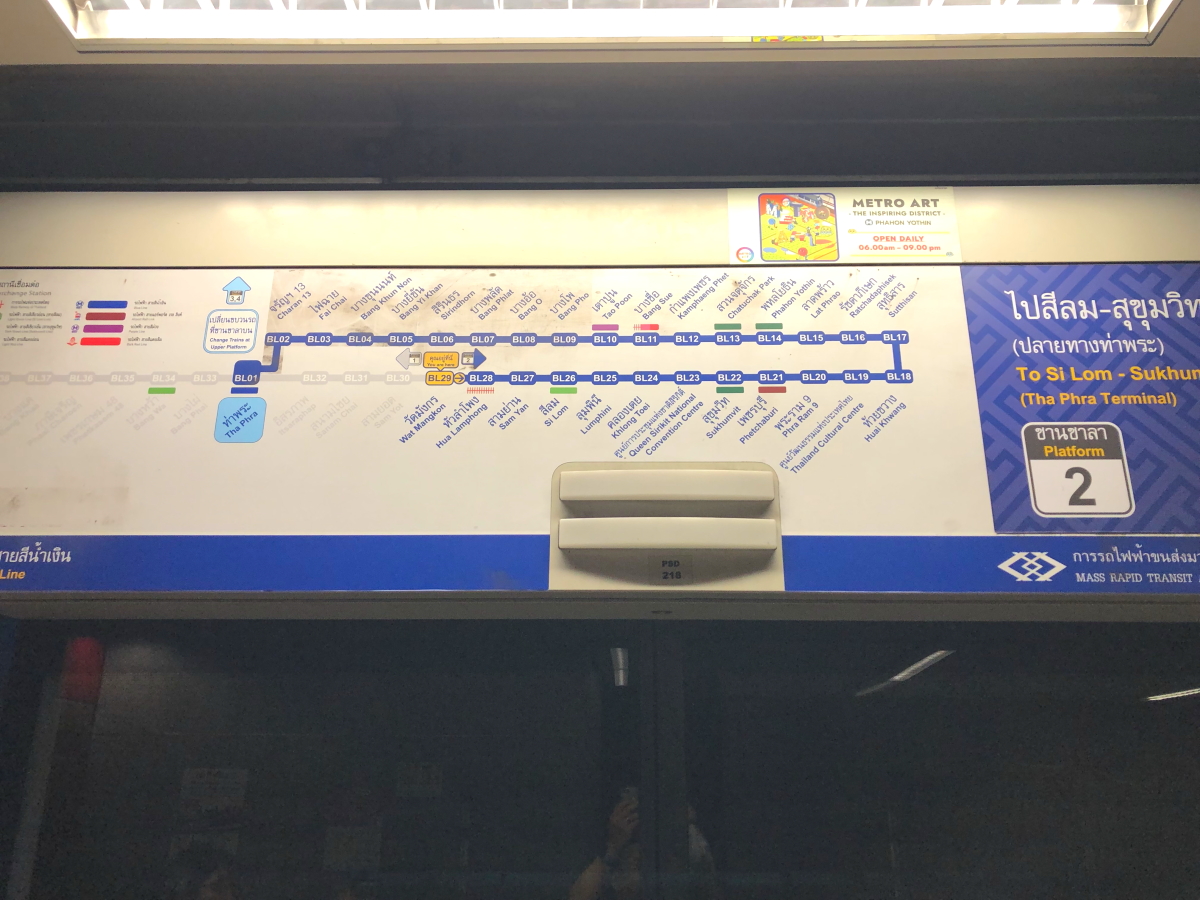 METRO ART
- THE INSPIRING DISTRICT -
PHAHON YOTHIN
OPEN DAILY
06.00am - 09.00 pm
3,4
เปลี่ยนขบวนรถ
ที่ชานชาลาบน
Change Trains at
Upper Platform
จรัญฯ 13
Charan 13
ไฟฉาย
Fai Chai
บางขุนนนท์
Bang Khun Non
บางยี่ขัน
Bang Yi Khan
สิรินธร
Sirindhorn
บางพลัด
Bang Phlat
บางอ้อ
Bang O
บางโพ
Bang Pho
เตาปูน
Tao Poon
บางซื่อ
Bang Sue
กำแพงเพชร
Kamphaeng Phet
สวนจตุจักร
Chatuchak Park
พหลโยธิน
Phahon Yothin
ลาดพร้าว
Lat Phrao
รัชดาภิเษก
Ratchadaphisek
สุทธิสาร
Sutthisan
BL02 BL03 BL04 BL05 BL06 BL07 BL08 BL09 BL10 BL11 BL12 BL13 BL14 BL15 BL16 BL17
1
คุณอยู่ที่นี่
You are here
2
BL36 BL35 BL34 BL33 BL01 BL32 BL31 BL30 BL29 BL28 BL27 BL26 BL25 BL24 BL23 BL22 BL21 BL20 BL19 BL18
ท่าพระ
Tha Phra
วัดมังกร
Wat Mangkon
หัวลำโพง
Hua Lamphong
สามย่าน
Sam Yan
สีลม
Si Lom
ลุมพินี
Lumphini
คลองเตย
Khlong Toei
ศูนย์การประชุมแห่งชาติสิริกิติ์
Queen Sirikit National
Convention Centre
สุขุมวิท
Sukhumvit
เพชรบุรี
Phetchaburi
พระราม 9
Phra Ram 9
ศูนย์วัฒนธรรมแห่งประเทศไทย
Thailand Cultural Centre
ห้วยขวาง
Huai Khwang
ไปสีลม-สุขุมวิท
(ปลายทางท่าพระ)
To Si Lom - Sukhum
(Tha Phra Terminal)
ชานชาลา
Platform
2
ายสีน้ำเงิน
Line
PSD
216
การรถไฟฟ้าขนส่งมว
MASS RAPID TRANSIT